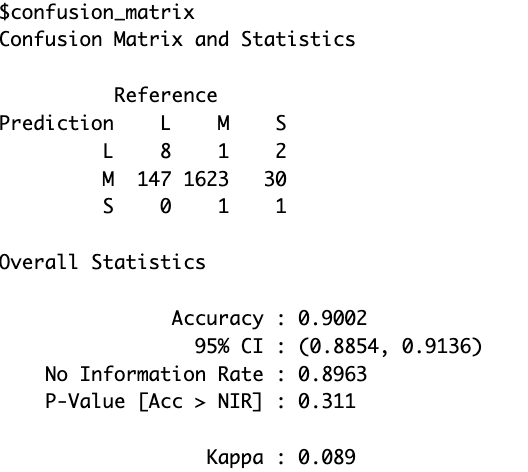 $confusion_matrix
Confusion Matrix and Statistics
Reference
Prediction L M S
L 8 1 2
M 147 1623 30
S 0 1 1
Overall Statistics
Accuracy : 0.9002
95% CI : (0.8854, 0.9136)
No Information Rate : 0.8963
P-Value [Acc > NIR] : 0.311
Kappa : 0.089